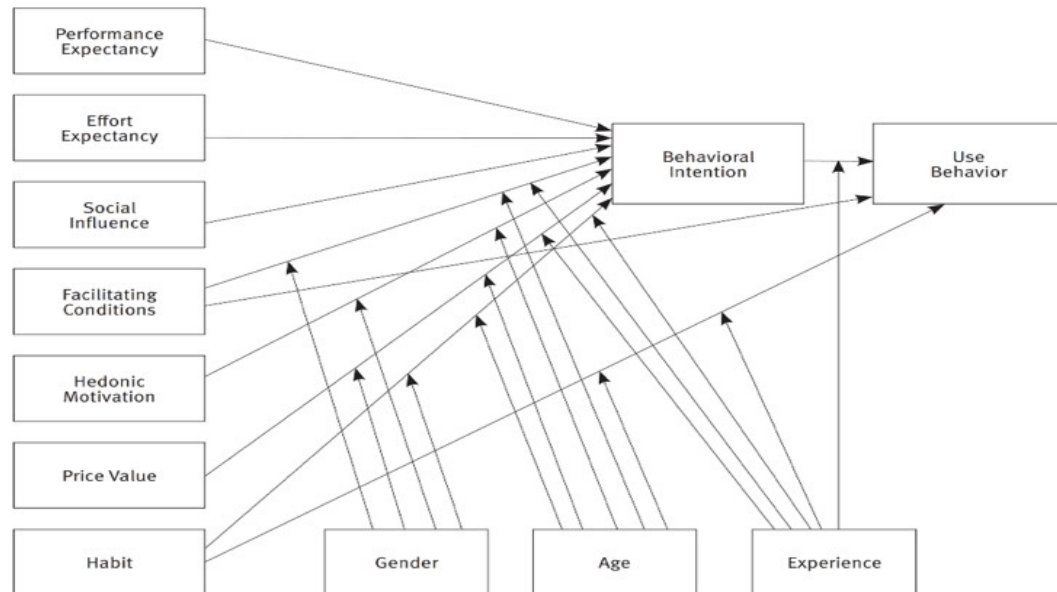 Performance
Expectancy
Effort
Expectancy
Social
Influence
Facilitating
Conditions
Hedonic
Motivation
Price Value
Habit
Behavioral
Intention
Use
Behavior
Gender
Age
Experience